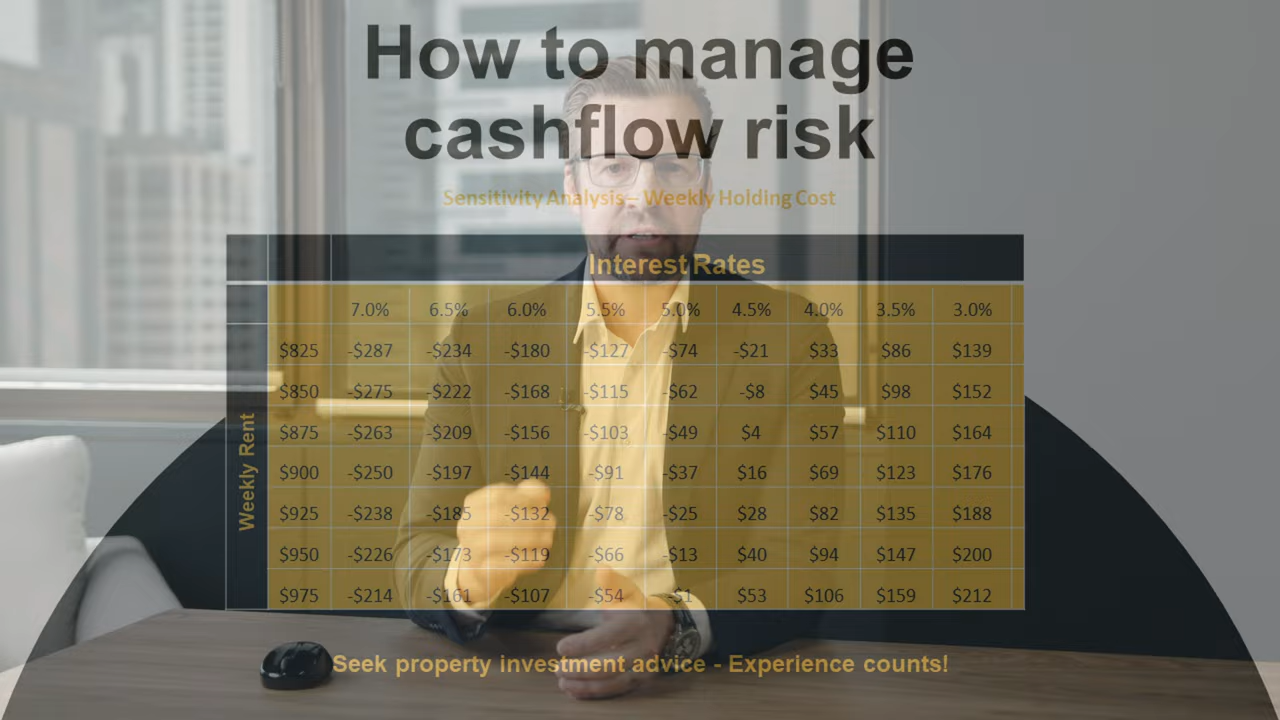 How to manage
cashflow risk
Sensitivity Analysis – Weekly Holding Cost
Interest Rates
7.0% 6.5% 6.0% 5.5% 5.0% 4.5% 4.0% 3.5% 3.0%
Weekly Rent
$825 -$287 -$234 -$180 -$127 -$74 -$21 $33 $86 $139
$850 -$275 -$222 -$168 -$115 -$62 -$8 $45 $98 $152
$875 -$263 -$209 -$156 -$103 -$49 $4 $57 $110 $164
$900 -$250 -$197 -$144 -$91 -$37 $16 $69 $123 $176
$925 -$238 -$185 -$132 -$78 -$25 $28 $82 $135 $188
$950 -$226 -$173 -$119 -$66 -$13 $40 $94 $147 $200
$975 -$214 -$161 -$107 -$54 -$1 $53 $106 $159 $212
Seek property investment advice - Experience counts!